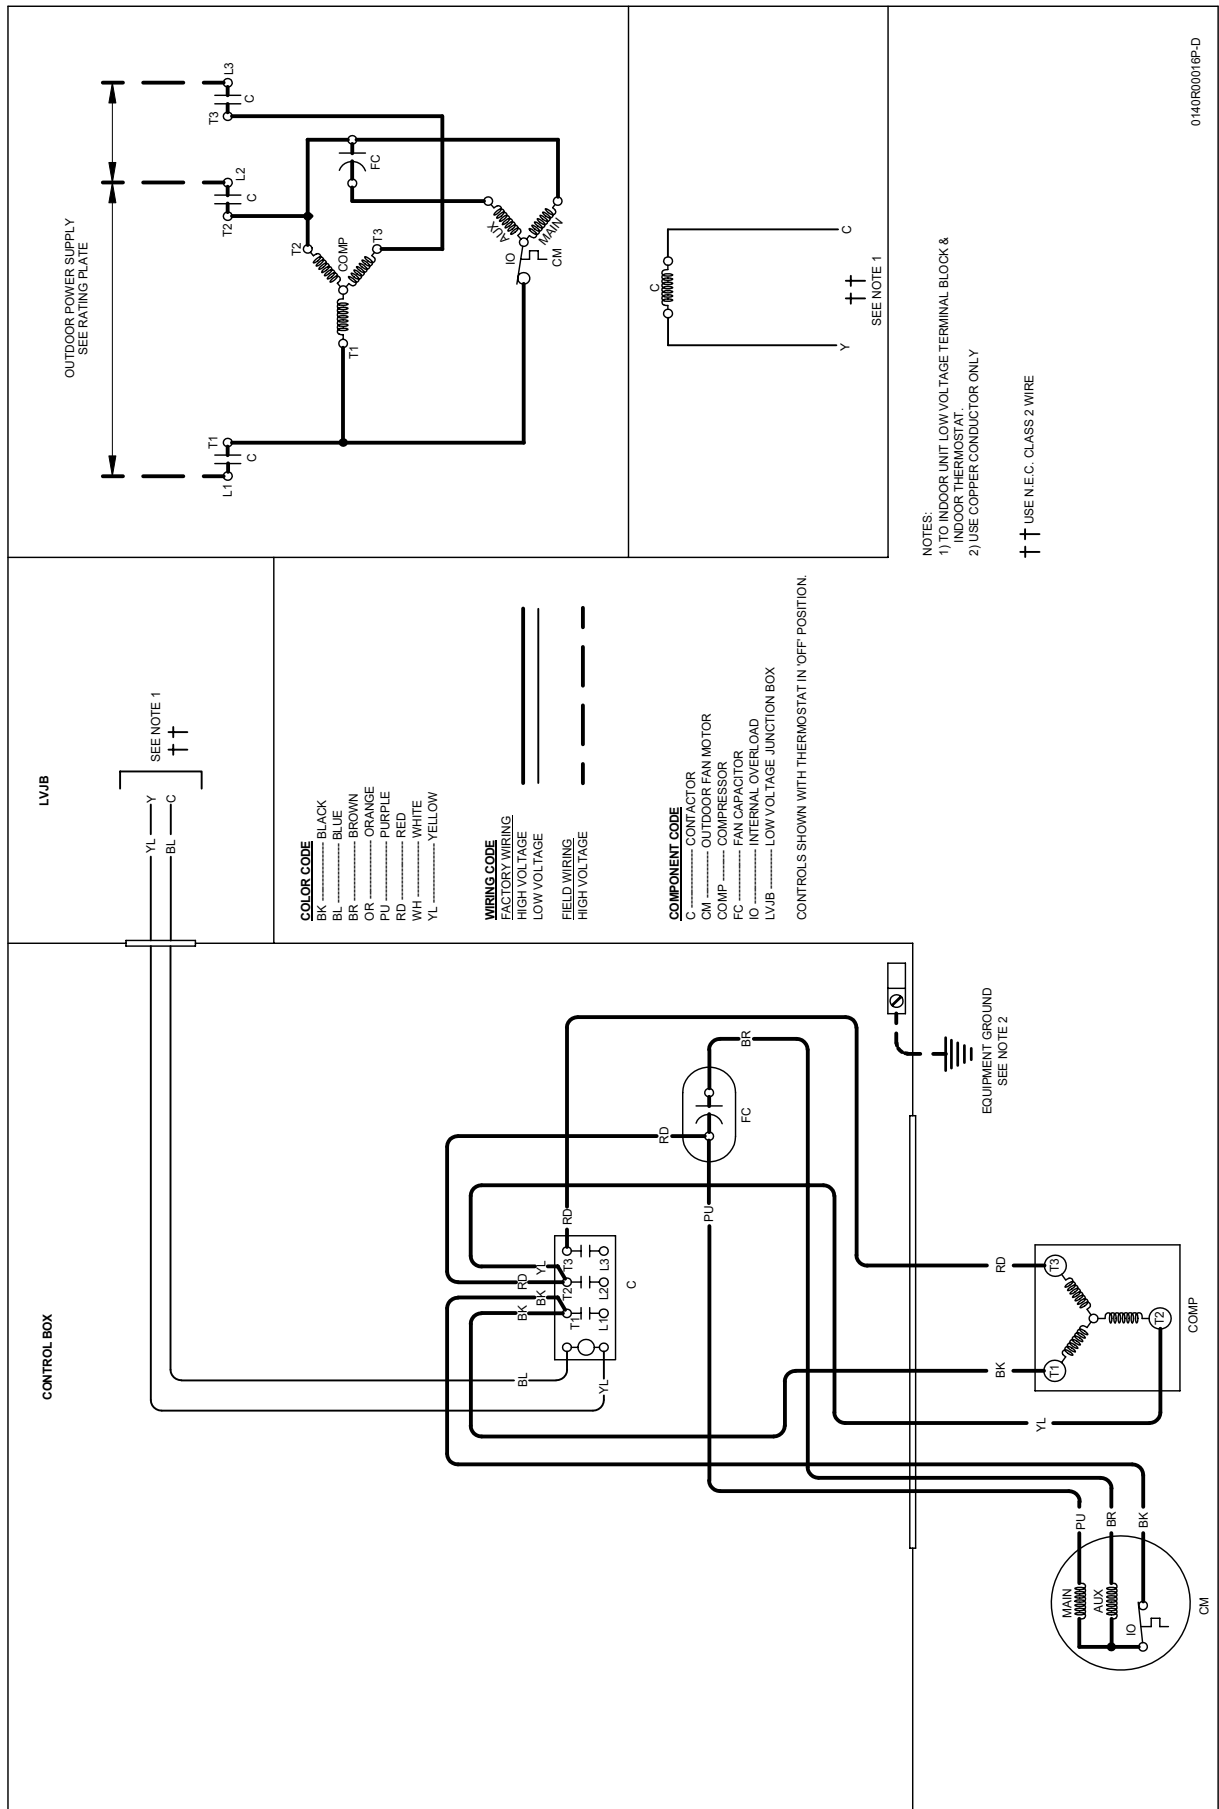 CONTROL BOX
LVJB
YL
Y
BL
C
SEE NOTE 1
††
BL
YL
BK
BK
RD
YL
RD
T1
T2
T3
L1
L2
L3
C
RD
PU
BR
FC
EQUIPMENT GROUND
SEE NOTE 2
RD
BK
YL
T3
T1
T2
COMP
PU
BR
BK
MAIN
AUX
IO
CM
COLOR CODE
BK ---------- BLACK
BL ---------- BLUE
BR ---------- BROWN
OR ---------- ORANGE
PU ---------- PURPLE
RD ---------- RED
WH ---------- WHITE
YL ---------- YELLOW
WIRING CODE
FACTORY WIRING
HIGH VOLTAGE
LOW VOLTAGE
FIELD WIRING
HIGH VOLTAGE
COMPONENT CODE
C ---------- CONTACTOR
CM ---------- OUTDOOR FAN MOTOR
COMP ---------- COMPRESSOR
FC ---------- FAN CAPACITOR
IO ---------- INTERNAL OVERLOAD
LVJB ---------- LOW VOLTAGE JUNCTION BOX
CONTROLS SHOWN WITH THERMOSTAT IN 'OFF' POSITION.
OUTDOOR POWER SUPPLY
SEE RATING PLATE
L1
T1
C
T2
L2
C
T3
L3
C
T1
T2
T3
COMP
FC
AUX
MAIN
IO
CM
C
Y
C
††
SEE NOTE 1
NOTES:
1) TO INDOOR UNIT LOW VOLTAGE TERMINAL BLOCK &
INDOOR THERMOSTAT.
2) USE COPPER CONDUCTOR ONLY
†† USE N.E.C. CLASS 2 WIRE
0140R00016P-D